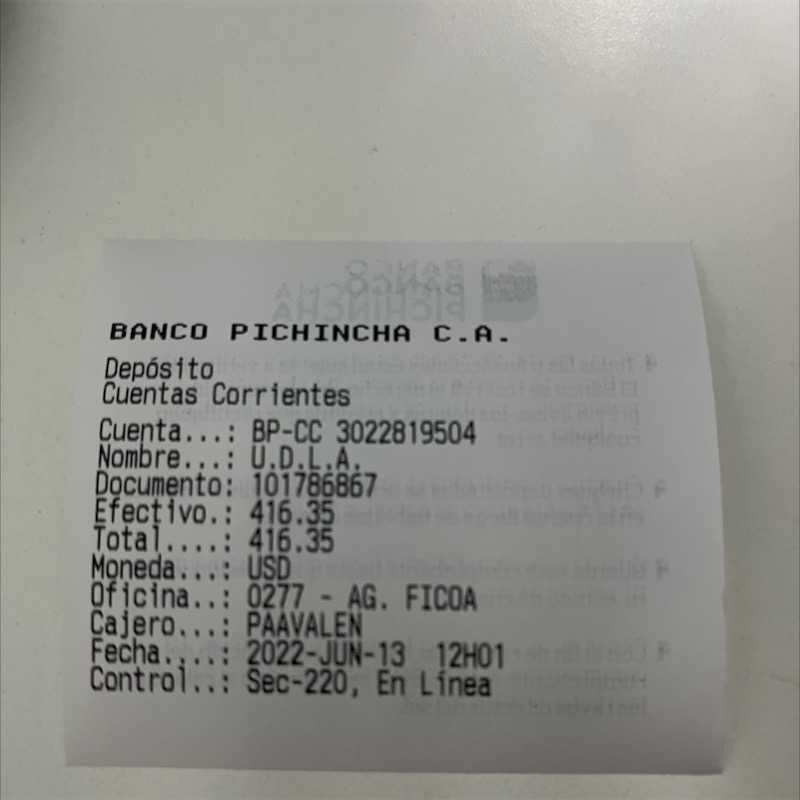 BANCO PICHINCHA C.A.
Depósito
Cuentas Corrientes
Cuenta...: BP-CC 3022819504
Nombre...: U.D.L.A.
Documento: 101786867
Efectivo.: 416.35
Total....: 416.35
Moneda...: USD
Oficina..: 0277 - AG. FICOA
Cajero...: PAAVALEN
Fecha....: 2022-JUN-13 12H01
Control..: Sec-220, En Línea